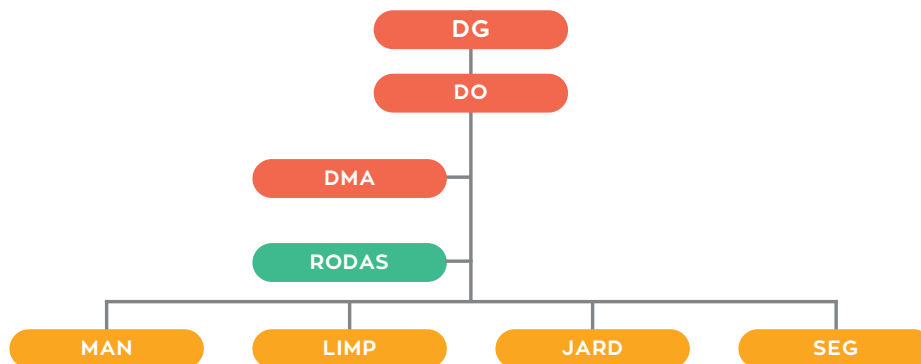 DG
DO
DMA
RODAS
MAN LIMP JARD SEG